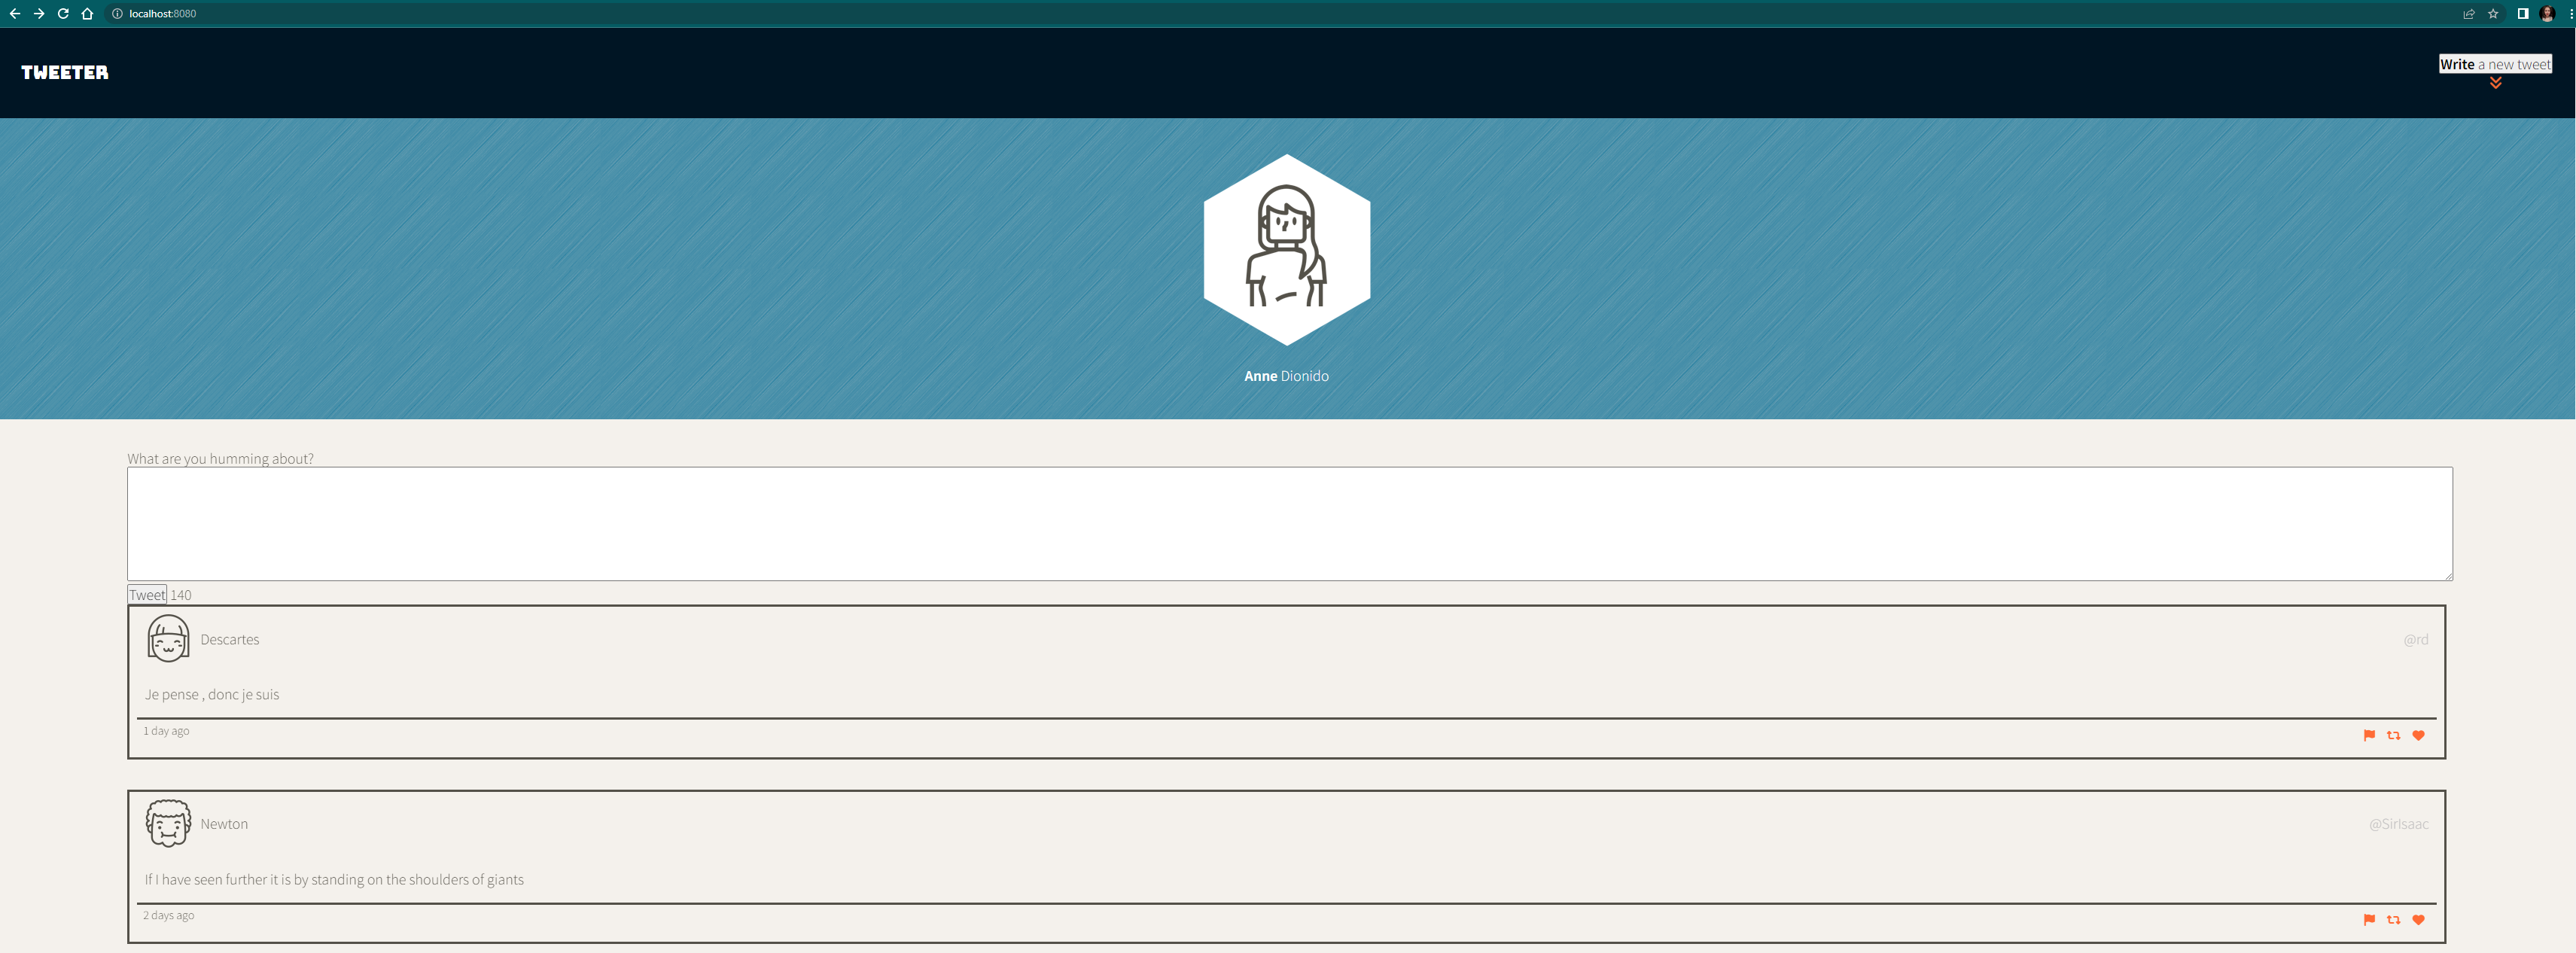 localhost:8080
TWEETER
Write a new tweet
Anne Dionido
What are you humming about?
Tweet 140
Descartes @rd
Je pense , donc je suis
1 day ago
Newton @SirIsaac
If I have seen further it is by standing on the shoulders of giants
2 days ago